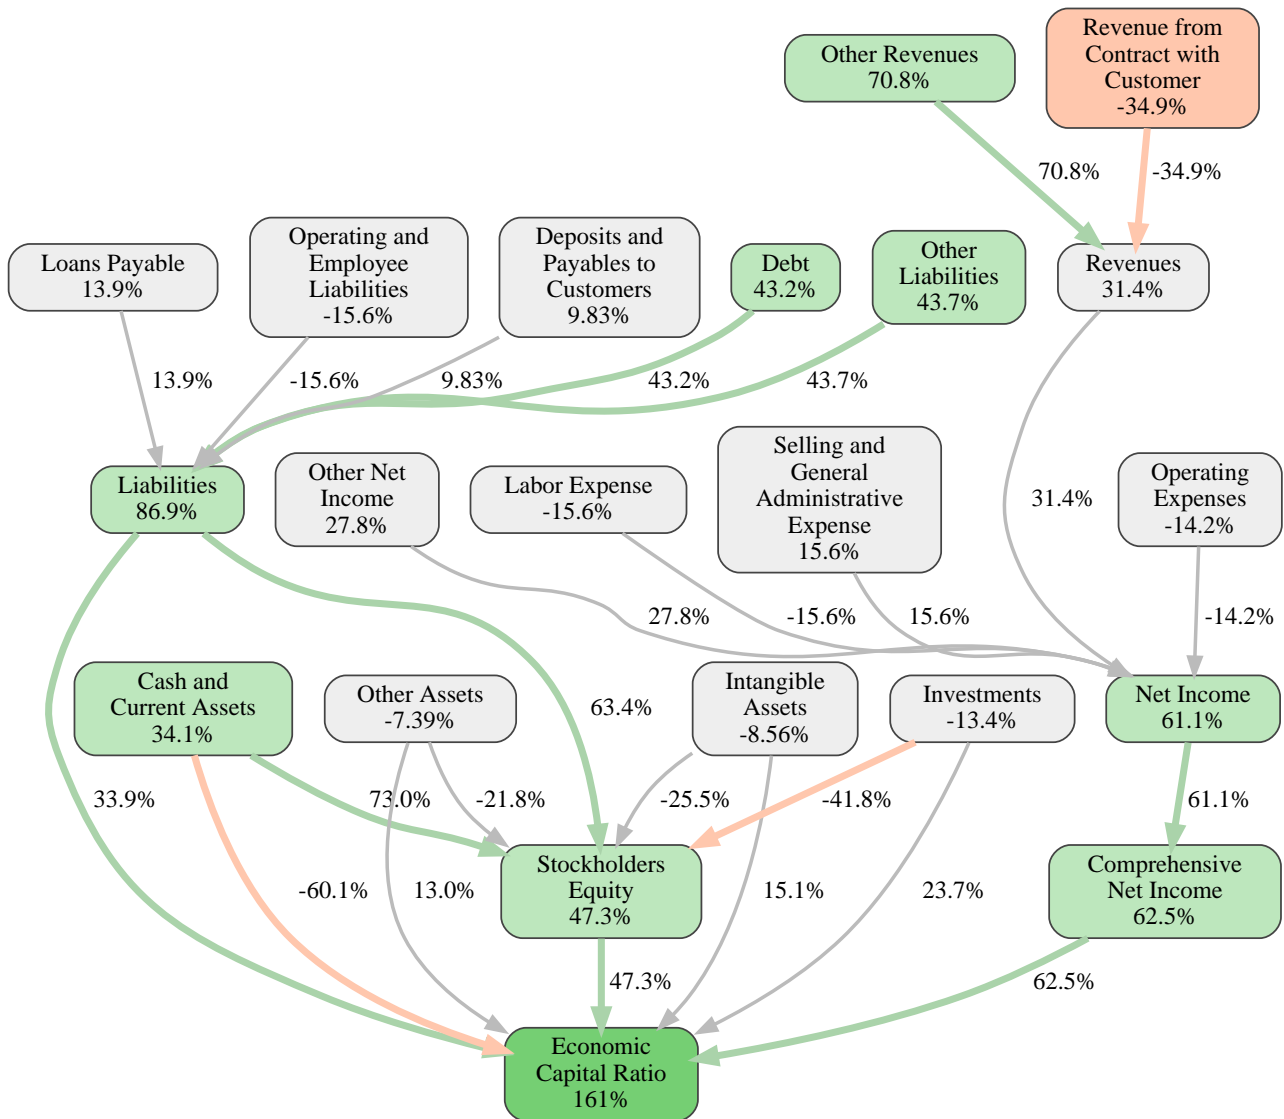 Revenue from
Contract with
Customer
-34.9%
Other Revenues
70.8%
70.8%
-34.9%
Loans Payable
13.9%
Operating and
Employee
Liabilities
-15.6%
Deposits and
Payables to
Customers
9.83%
Debt
43.2%
Other
Liabilities
43.7%
Revenues
31.4%
13.9%
-15.6%
9.83%
43.2%
43.7%
Liabilities
86.9%
Other Net
Income
27.8%
Labor Expense
-15.6%
Selling and
General
Administrative
Expense
15.6%
31.4%
Operating
Expenses
-14.2%
27.8%
-15.6%
15.6%
-14.2%
Cash and
Current Assets
34.1%
Other Assets
-7.39%
63.4%
Intangible
Assets
-8.56%
Investments
-13.4%
Net Income
61.1%
33.9%
73.0%
-21.8%
-25.5%
-41.8%
61.1%
-60.1%
13.0%
Stockholders
Equity
47.3%
15.1%
23.7%
Comprehensive
Net Income
62.5%
47.3%
62.5%
Economic
Capital Ratio
161%